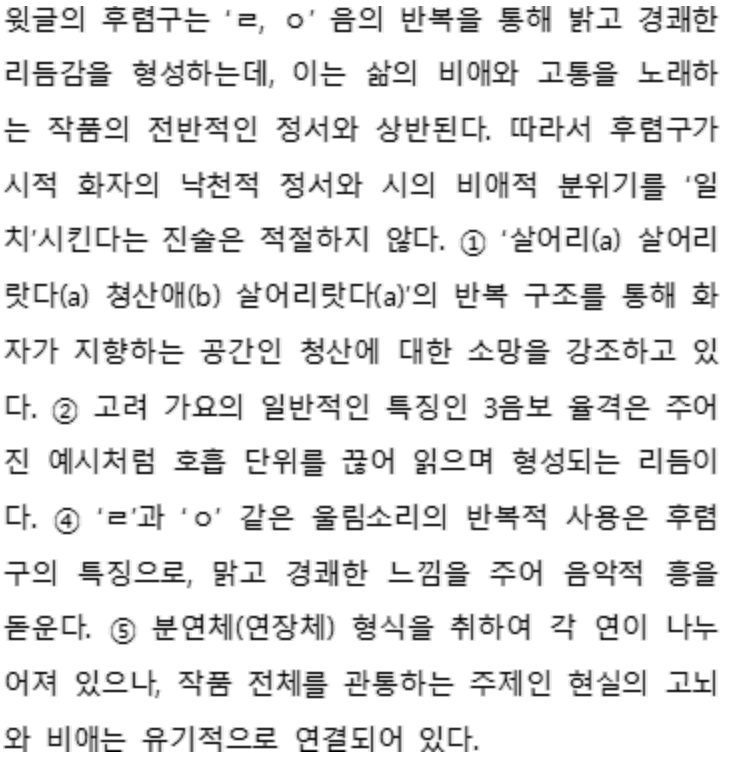 윗글의 후렴구는 ‘ㄹ, ㅇ’ 음의 반복을 통해 밝고 경쾌한
리듬감을 형성하는데, 이는 삶의 비애와 고통을 노래하
는 작품의 전반적인 정서와 상반된다. 따라서 후렴구가
시적 화자의 낙천적 정서와 시의 비애적 분위기를 ‘일
치’시킨다는 진술은 적절하지 않다. ① ‘살어리(a) 살어리
랏다(a) 청산애(b) 살어리랏다(a)’의 반복 구조를 통해 화
자가 지향하는 공간인 청산에 대한 소망을 강조하고 있
다. ② 고려 가요의 일반적인 특징인 3음보 율격은 주어
진 예시처럼 호흡 단위를 끊어 읽으며 형성되는 리듬이
다. ④ ‘ㄹ’과 ‘ㅇ’ 같은 울림소리의 반복적 사용은 후렴
구의 특징으로, 맑고 경쾌한 느낌을 주어 음악적 흥을
돋운다. ⑤ 분연체(연장체) 형식을 취하여 각 연이 나누
어져 있으나, 작품 전체를 관통하는 주제인 현실의 고뇌
와 비애는 유기적으로 연결되어 있다.